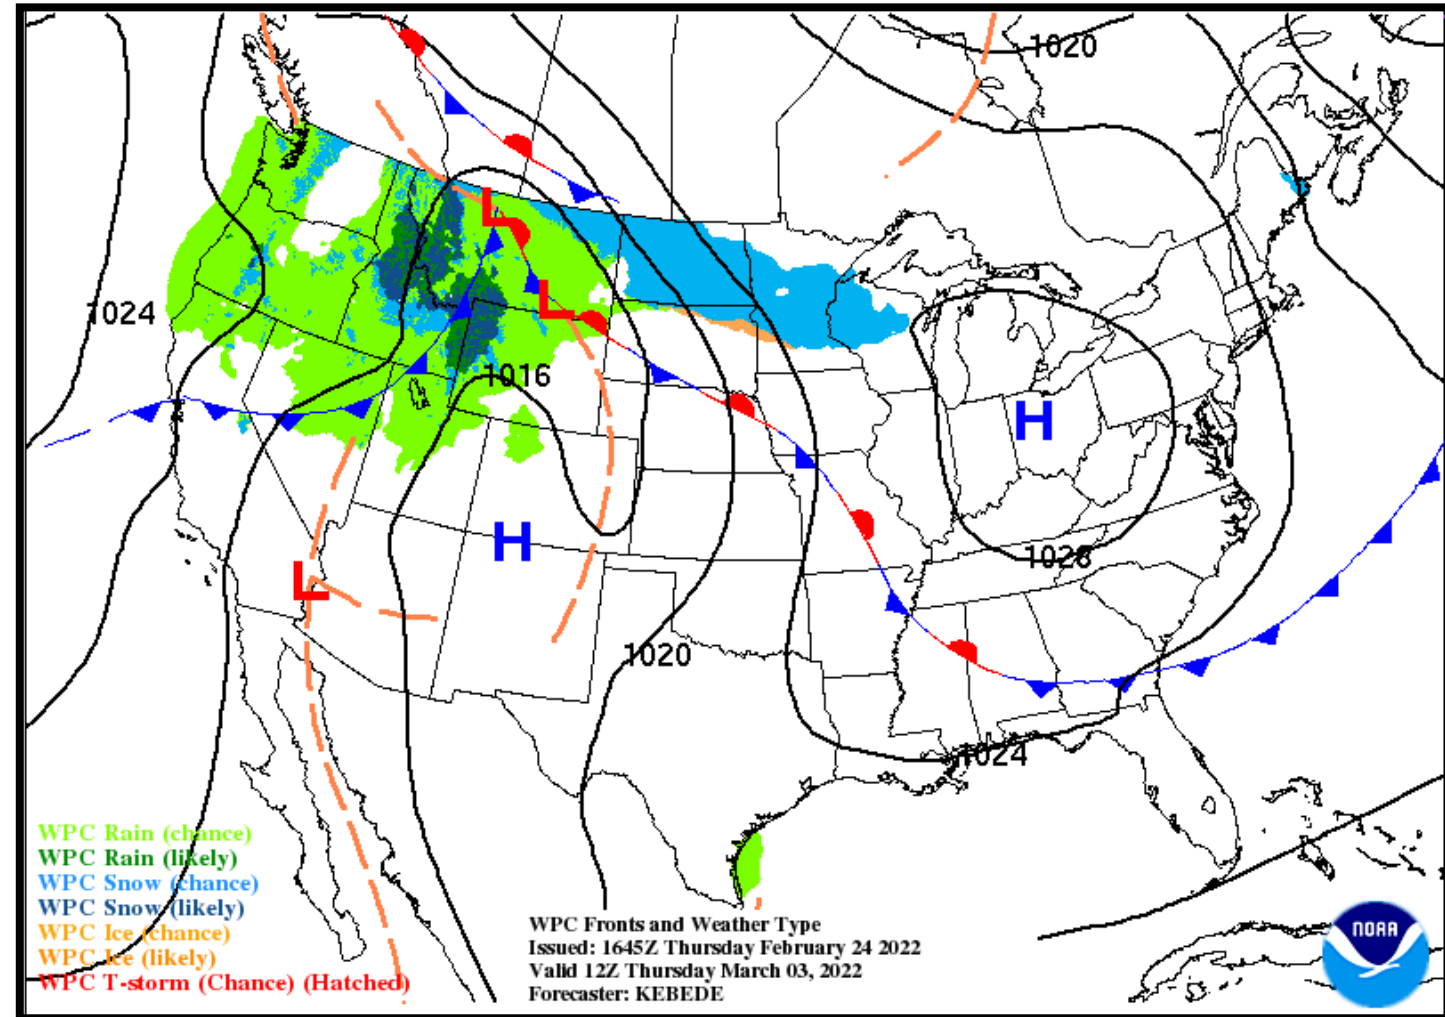 1020
1024
L
L
1016
H
H
1028
L
1020
1024
WPC Rain (chance)
WPC Rain (likely)
WPC Snow (chance)
WPC Snow (likely)
WPC Ice (chance)
WPC Ice (likely)
WPC T-storm (Chance) (Hatched)
WPC Fronts and Weather Type
Issued: 1645Z Thursday February 24 2022
Valid 12Z Thursday March 03, 2022
Forecaster: KEBEDE
NOAA